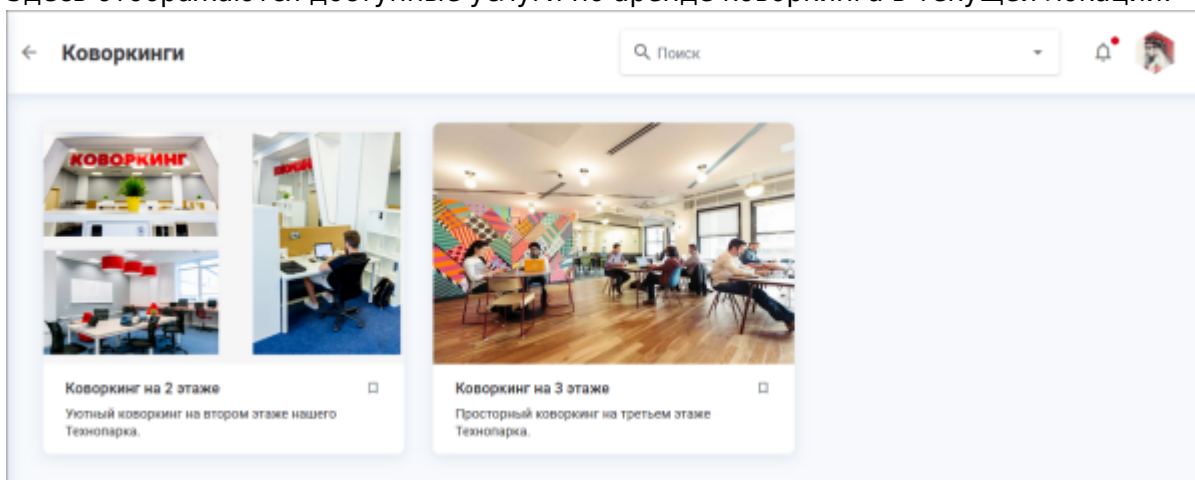 Здесь отображаются доступные услуги по аренде коворкинга в текущей локации.
Коворкинги
Поиск
КОВОРКИНГ
Коворкинг на 2 этаже
Уютный коворкинг на втором этаже нашего
Технопарка.
Коворкинг на 3 этаже
Просторный коворкинг на третьем этаже
Технопарка.